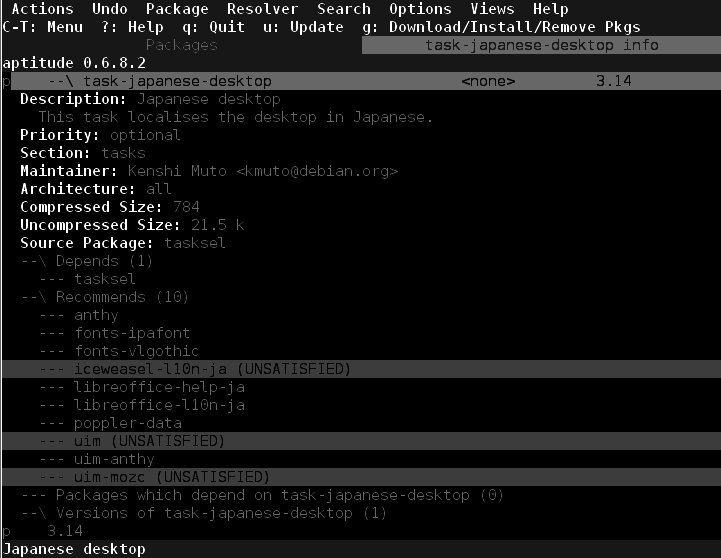 Actions  Undo  Package  Resolver  Search  Options  Views  Help
C-T: Menu  ?: Help  q: Quit  u: Update  g: Download/Install/Remove Pkgs
Packages    task-japanese-desktop info
aptitude 0.6.8.2
p    --\ task-japanese-desktop    <none>    3.14
Description: Japanese desktop
This task localises the desktop in Japanese.
Priority: optional
Section: tasks
Maintainer: Kenshi Muto <kmuto@debian.org>
Architecture: all
Compressed Size: 784
Uncompressed Size: 21.5 k
Source Package: tasksel
--\ Depends (1)
--- tasksel
--\ Recommends (10)
--- anthy
--- fonts-ipafont
--- fonts-vlgothic
--- iceweasel-l10n-ja (UNSATISFIED)
--- libreoffice-help-ja
--- libreoffice-l10n-ja
--- poppler-data
--- uim (UNSATISFIED)
--- uim-anthy
--- uim-mozc (UNSATISFIED)
--- Packages which depend on task-japanese-desktop (0)
--\ Versions of task-japanese-desktop (1)
p    3.14
Japanese desktop